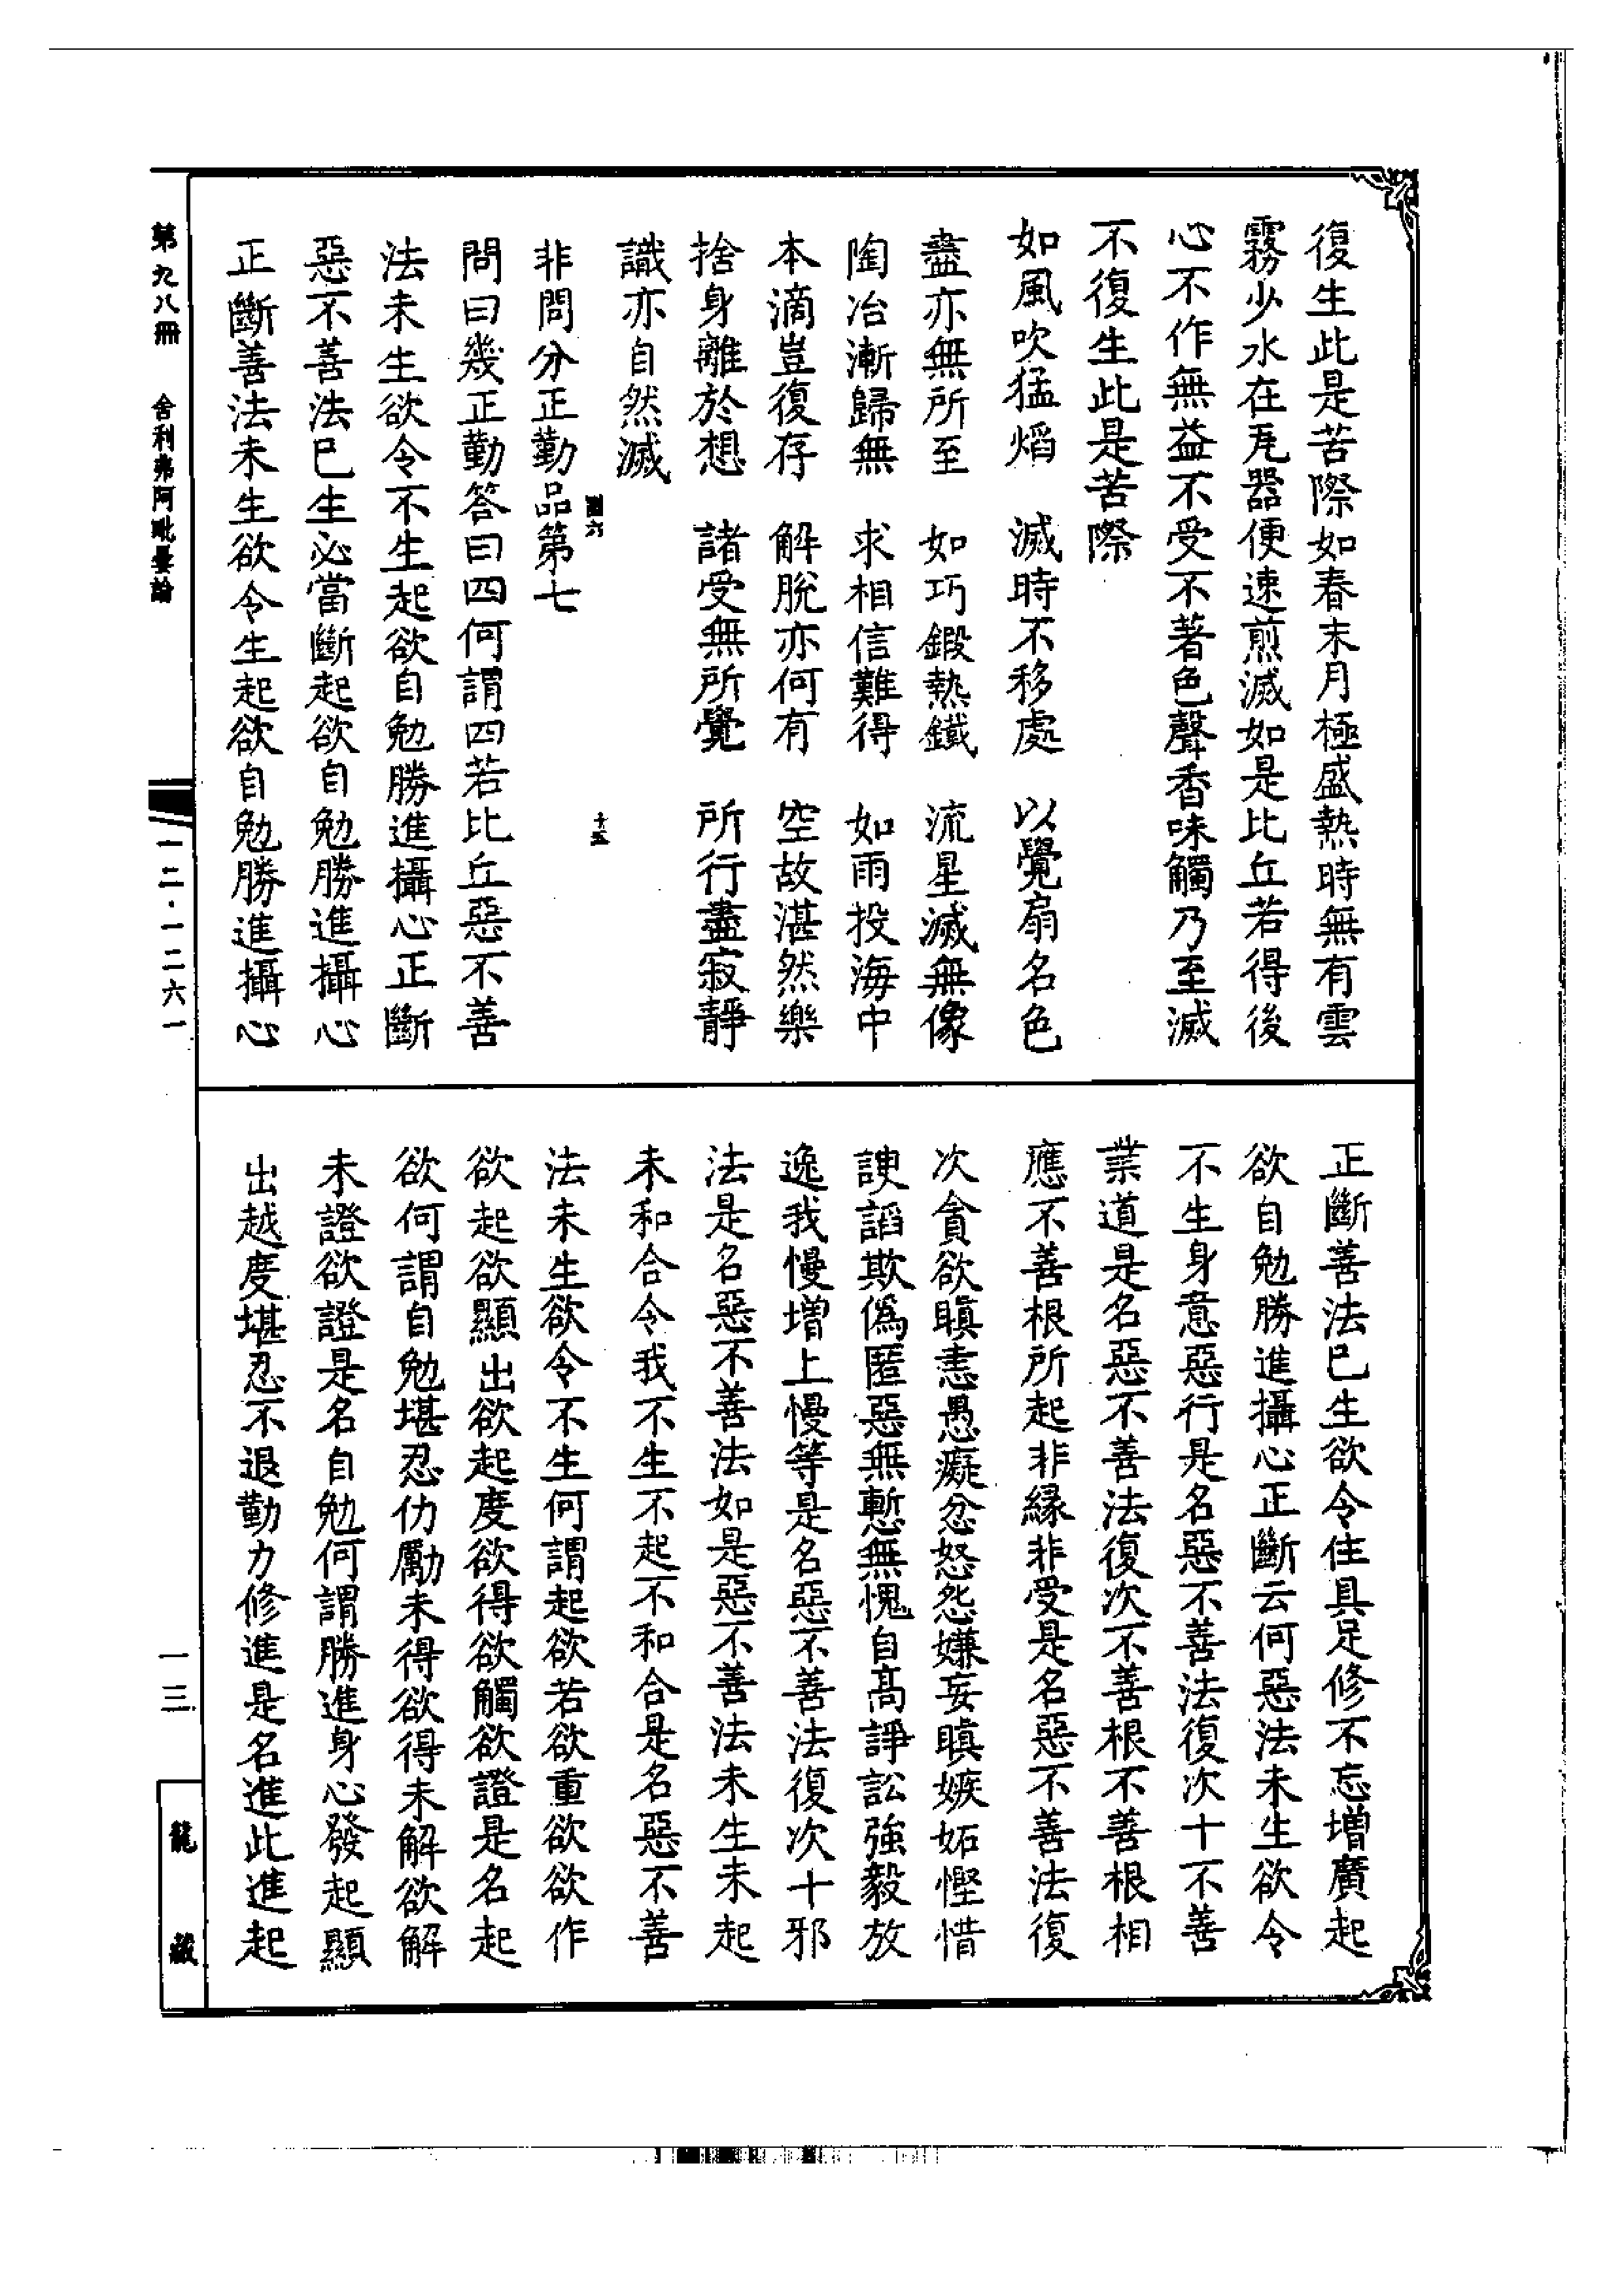 復生此是苦際如春末月極盛熱時無有雲
霧少水在瓦器便速煎滅如是比丘若得後
心不作無益不受不著色聲香味觸乃至滅
不復生此是苦際
如風吹猛熖　滅時不移處　以覺扇名色
盡亦無所至　如巧鍛熱鐵　流星滅無像
陶冶漸歸無　求相信難得　如雨投海中
本滴豈復存　解脫亦何有　空故湛然樂
捨身離於想　諸受無所覺　所行盡寂靜
識亦自然滅
六　十五
非問分正勤品第七
問曰幾正勤答曰四何謂四若比丘惡不善
法未生欲令不生起欲自勉勝進攝心正斷
惡不善法已生必當斷起欲自勉勝進攝心
正斷善法未生欲令生起欲自勉勝進攝心
正斷善法已生欲令住具足修不忘增廣起
欲自勉勝進攝心正斷云何惡法未生欲令
不生身意惡行是名惡不善法復次十不善
業道是名惡不善法復次不善根不善根相
應不善根所起非緣非受是名惡不善法復
次貪欲瞋恚愚癡忿怒怨嫌妄瞋嫉妬慳惜
諛諂欺僞匿惡無慙無愧自高諍訟強毅放
逸我慢增上慢等是名惡不善法復次十邪
法是名惡不善法如是惡不善法未生未起
未和合令我不生不起不和合是名惡不善
法未生欲令不生何謂起欲若欲重欲欲作
欲起欲顯出欲起度欲得欲觸欲證是名起
欲何謂自勉堪忍仂勵未得欲得未解欲解
未證欲證是名自勉何謂勝進身心發起顯
出越度堪忍不退勤力修進是名進此進起
第九八冊　舍利弗阿毗曇論
一二·一二六一
一三
龍藏